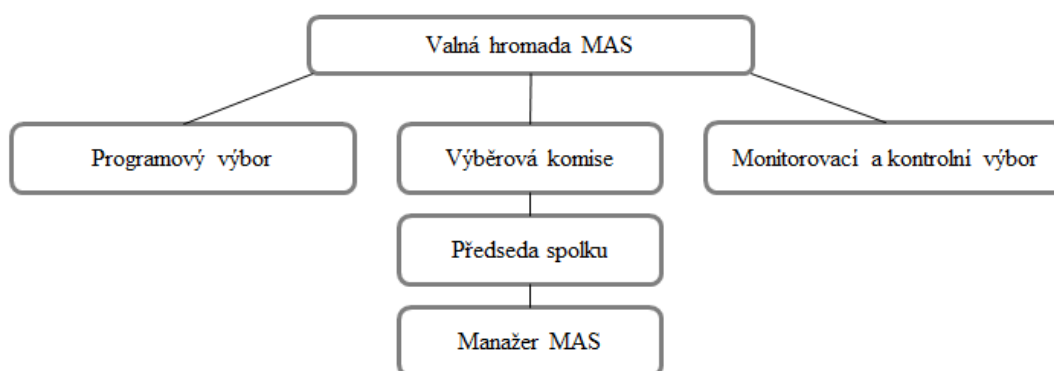 Valná hromada MAS
Programový výbor
Výběrová komise
Monitorovací a kontrolní výbor
Předseda spolku
Manažer MAS